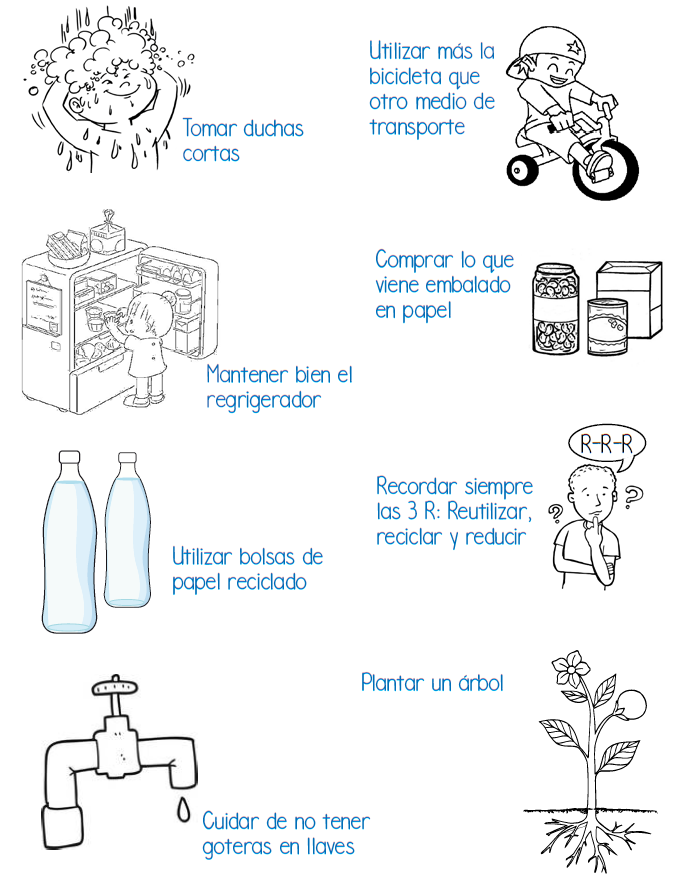 Tomar duchas
cortas
Utilizar más la
bicicleta que
otro medio de
transporte
Mantener bien el
regrigerador
Comprar lo que
viene embalado
en papel
Utilizar bolsas de
papel reciclado
R-R-R
Recordar siempre
las 3 R: Reutilizar,
reciclar y reducir
Cuidar de no tener
goteras en llaves
Plantar un árbol